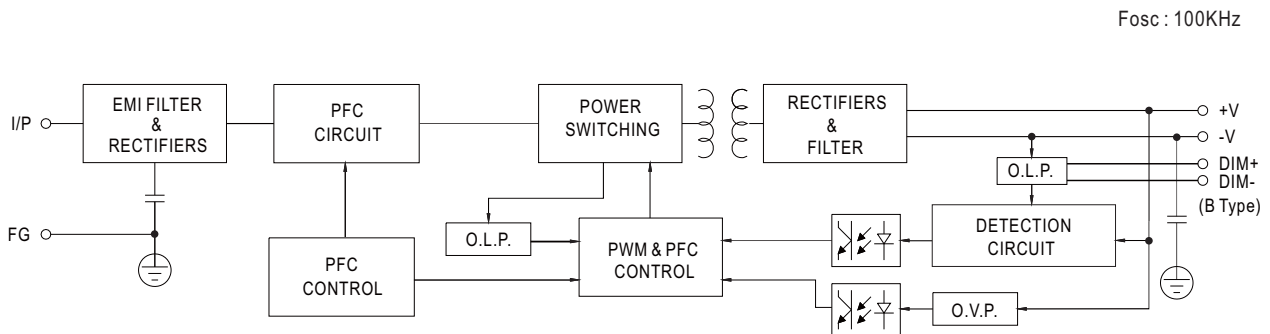 Fosc : 100KHz
I/P
EMI FILTER
&
RECTIFIERS
PFC
CIRCUIT
POWER
SWITCHING
RECTIFIERS
&
FILTER
+V
-V
O.L.P.
DIM+
DIM-
(B Type)
FG
O.L.P.
DETECTION
CIRCUIT
PFC
CONTROL
PWM & PFC
CONTROL
O.V.P.